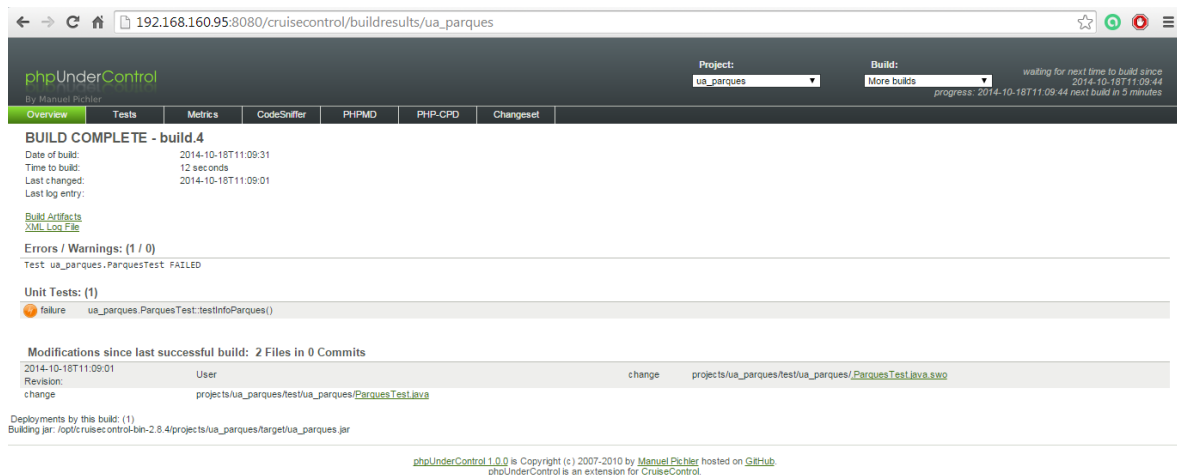 192.168.160.95:8080/cruisecontrol/buildresults/ua_parques
phpUnderControl
By Manuel Pichler
Project:
ua_parques
Build:
More builds
waiting for next time to build since
2014-10-18T11:09:44
progress: 2014-10-18T11:09:44 next build in 5 minutes
Overview Tests Metrics CodeSniffer PHPMD PHP-CPD Changeset
BUILD COMPLETE - build.4
Date of build: 2014-10-18T11:09:31
Time to build: 12 seconds
Last changed: 2014-10-18T11:09:01
Last log entry:
Build Artifacts
XML Log File
Errors / Warnings: (1 / 0)
Test ua_parques.ParquesTest FAILED
Unit Tests: (1)
failure ua_parques.ParquesTest::testInfoParques()
Modifications since last successful build: 2 Files in 0 Commits
2014-10-18T11:09:01
Revision:
User change projects/ua_parques/test/ua_parques/.ParquesTest.java.swo
change projects/ua_parques/test/ua_parques/ParquesTest.java
Deployments by this build: (1)
Building jar: /opt/cruisecontrol-bin-2.8.4/projects/ua_parques/target/ua_parques.jar
phpUnderControl 1.0.0 is Copyright (c) 2007-2010 by Manuel Pichler hosted on GitHub.
phpUnderControl is an extension for CruiseControl.